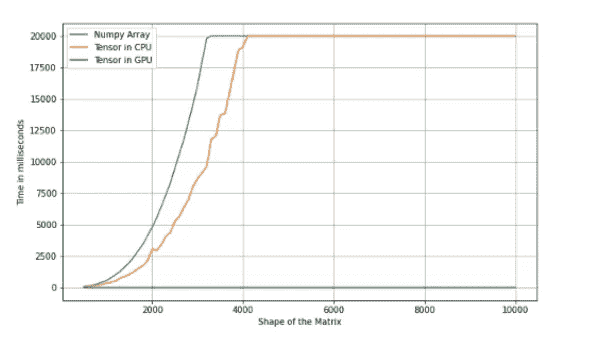 Numpy Array
Tensor in CPU
Tensor in GPU
20000
17500
15000
12500
10000
7500
5000
2500
0
Time in milliseconds
2000 4000 6000 8000 10000
Shape of the Matrix